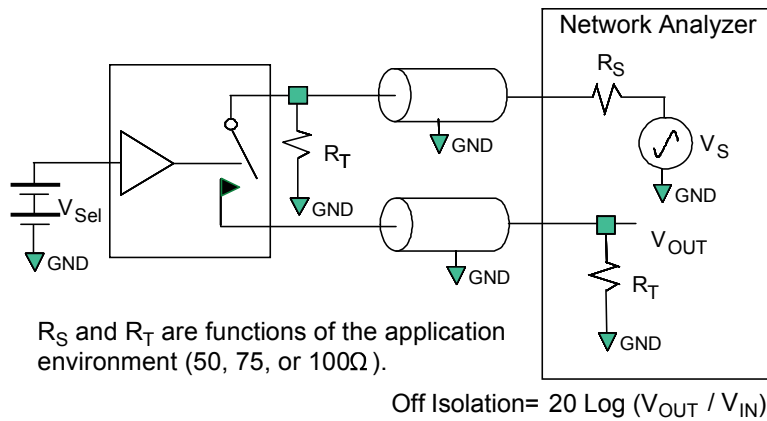 Network Analyzer
R_S
V_S
GND
GND
R_T
GND
V_Sel
GND
GND
V_OUT
R_T
GND
R_S and R_T are functions of the application
environment (50, 75, or 100Ω ).
Off Isolation= 20 Log (V_OUT / V_IN)